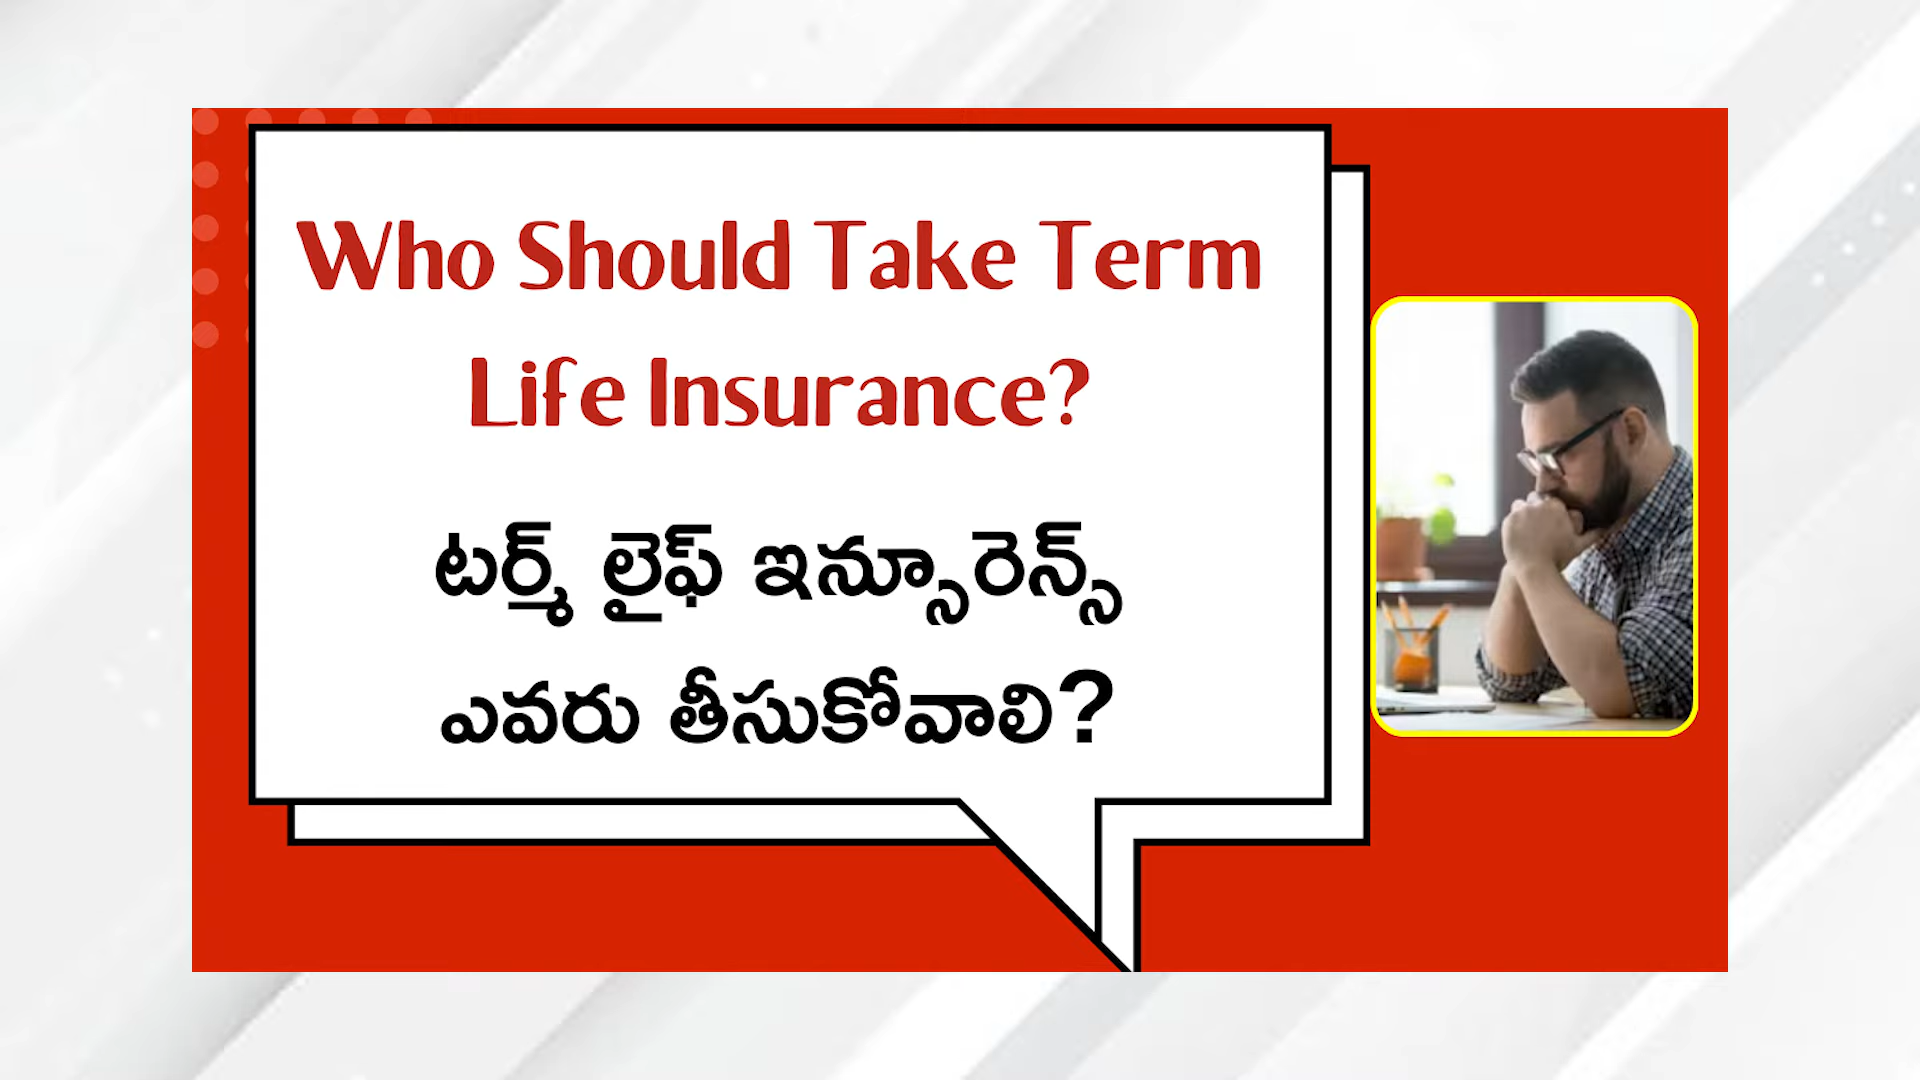 Who Should Take Term
Life Insurance?
టర్మ్ లైఫ్ ఇన్సూరెన్స్
ఎవరు తీసుకోవాలి?